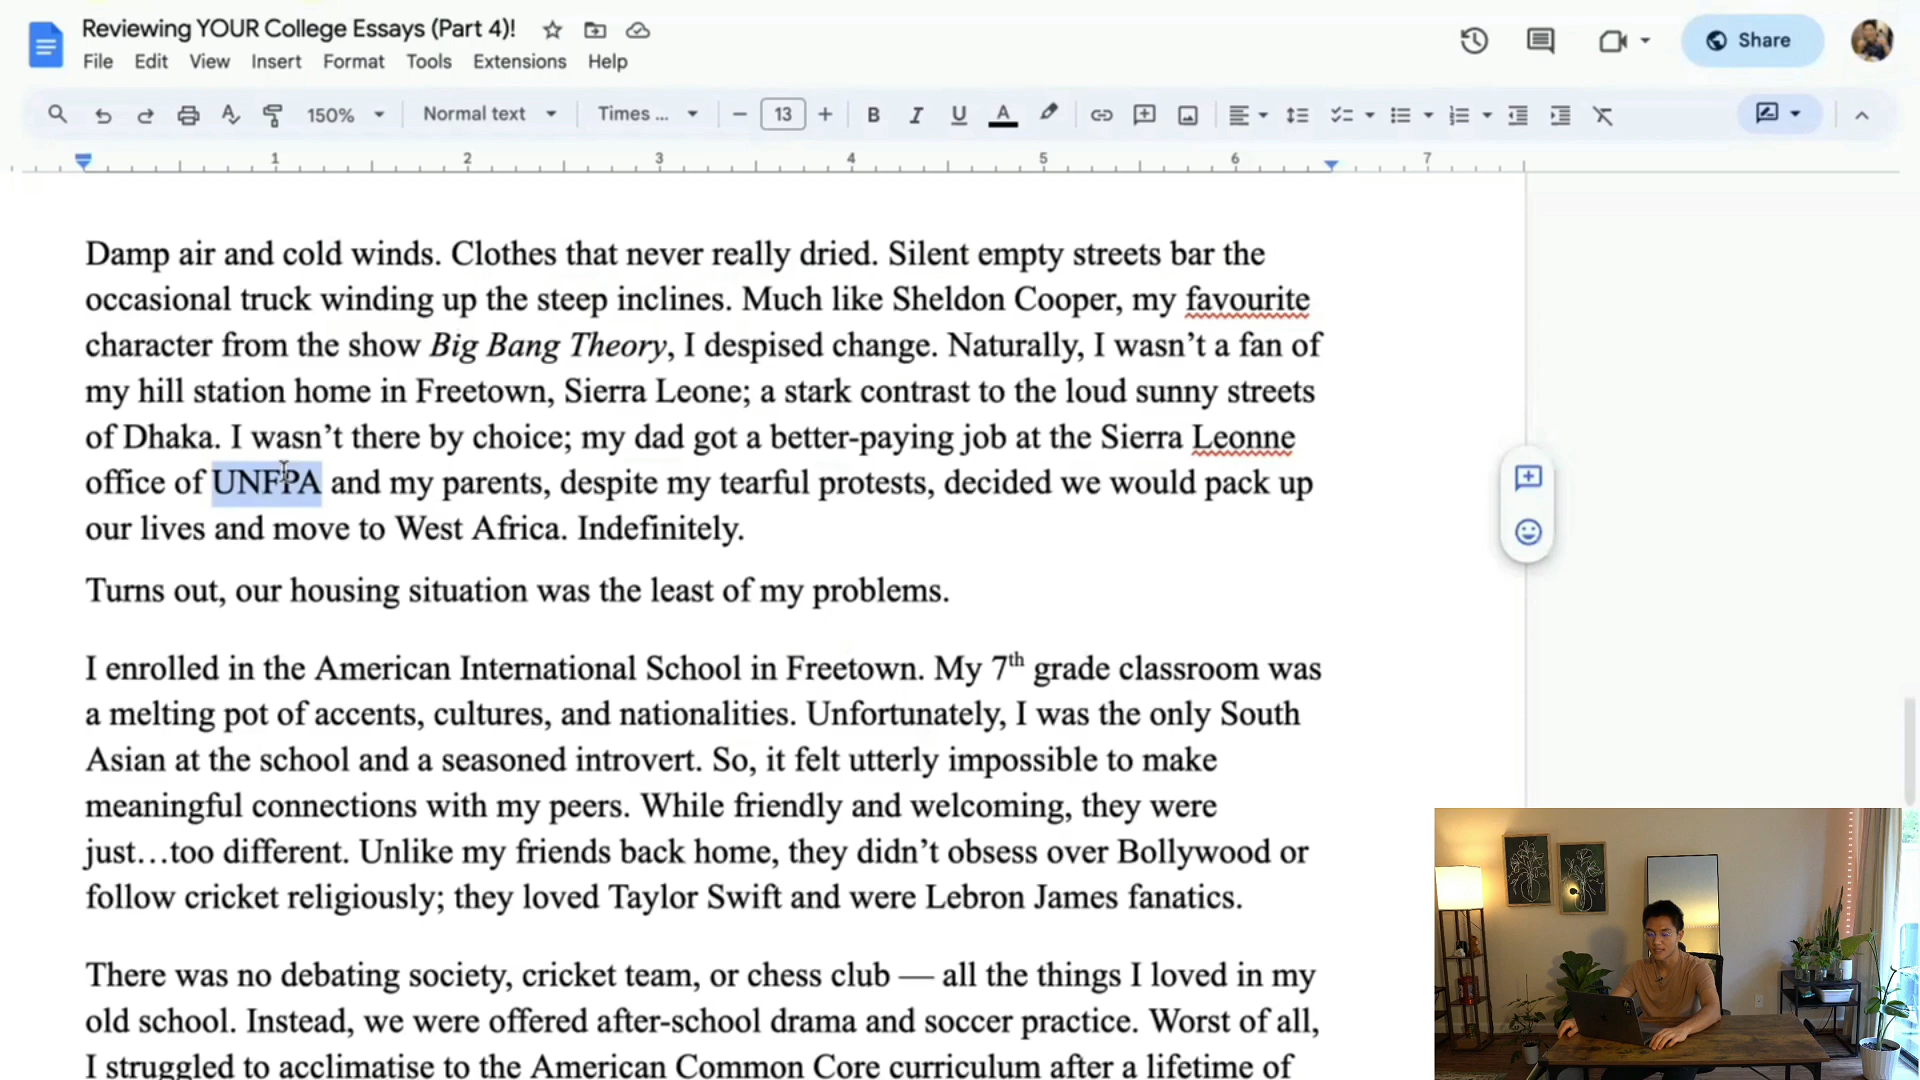 Reviewing YOUR College Essays (Part 4)!
File Edit View Insert Format Tools Extensions Help
Share
150% Normal text Times ... 13 B I U A
1 2 3 4 5 6 7
Damp air and cold winds. Clothes that never really dried. Silent empty streets bar the
occasional truck winding up the steep inclines. Much like Sheldon Cooper, my favourite
character from the show Big Bang Theory, I despised change. Naturally, I wasn’t a fan of
my hill station home in Freetown, Sierra Leone; a stark contrast to the loud sunny streets
of Dhaka. I wasn’t there by choice; my dad got a better-paying job at the Sierra Leonne
office of UNFPA and my parents, despite my tearful protests, decided we would pack up
our lives and move to West Africa. Indefinitely.
Turns out, our housing situation was the least of my problems.
I enrolled in the American International School in Freetown. My 7th grade classroom was
a melting pot of accents, cultures, and nationalities. Unfortunately, I was the only South
Asian at the school and a seasoned introvert. So, it felt utterly impossible to make
meaningful connections with my peers. While friendly and welcoming, they were
just…too different. Unlike my friends back home, they didn’t obsess over Bollywood or
follow cricket religiously; they loved Taylor Swift and were Lebron James fanatics.
There was no debating society, cricket team, or chess club — all the things I loved in my
old school. Instead, we were offered after-school drama and soccer practice. Worst of all,
I struggled to acclimatise to the American Common Core curriculum after a lifetime of